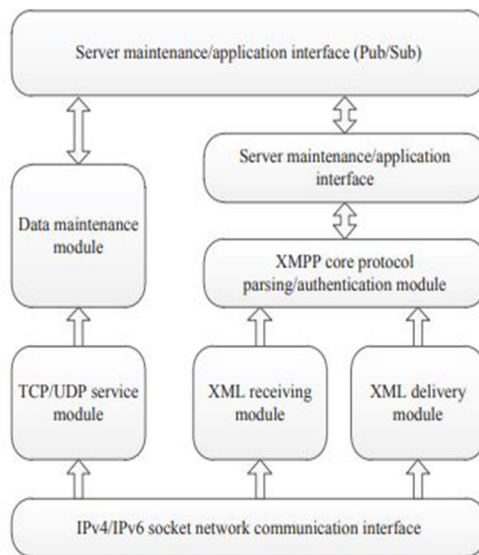 Server maintenance/application interface (Pub/Sub)
Server maintenance/application
interface
Data maintenance
module
XMPP core protocol
parsing/authentication module
TCP/UDP service
module
XML receiving
module
XML delivery
module
IPv4/IPv6 socket network communication interface